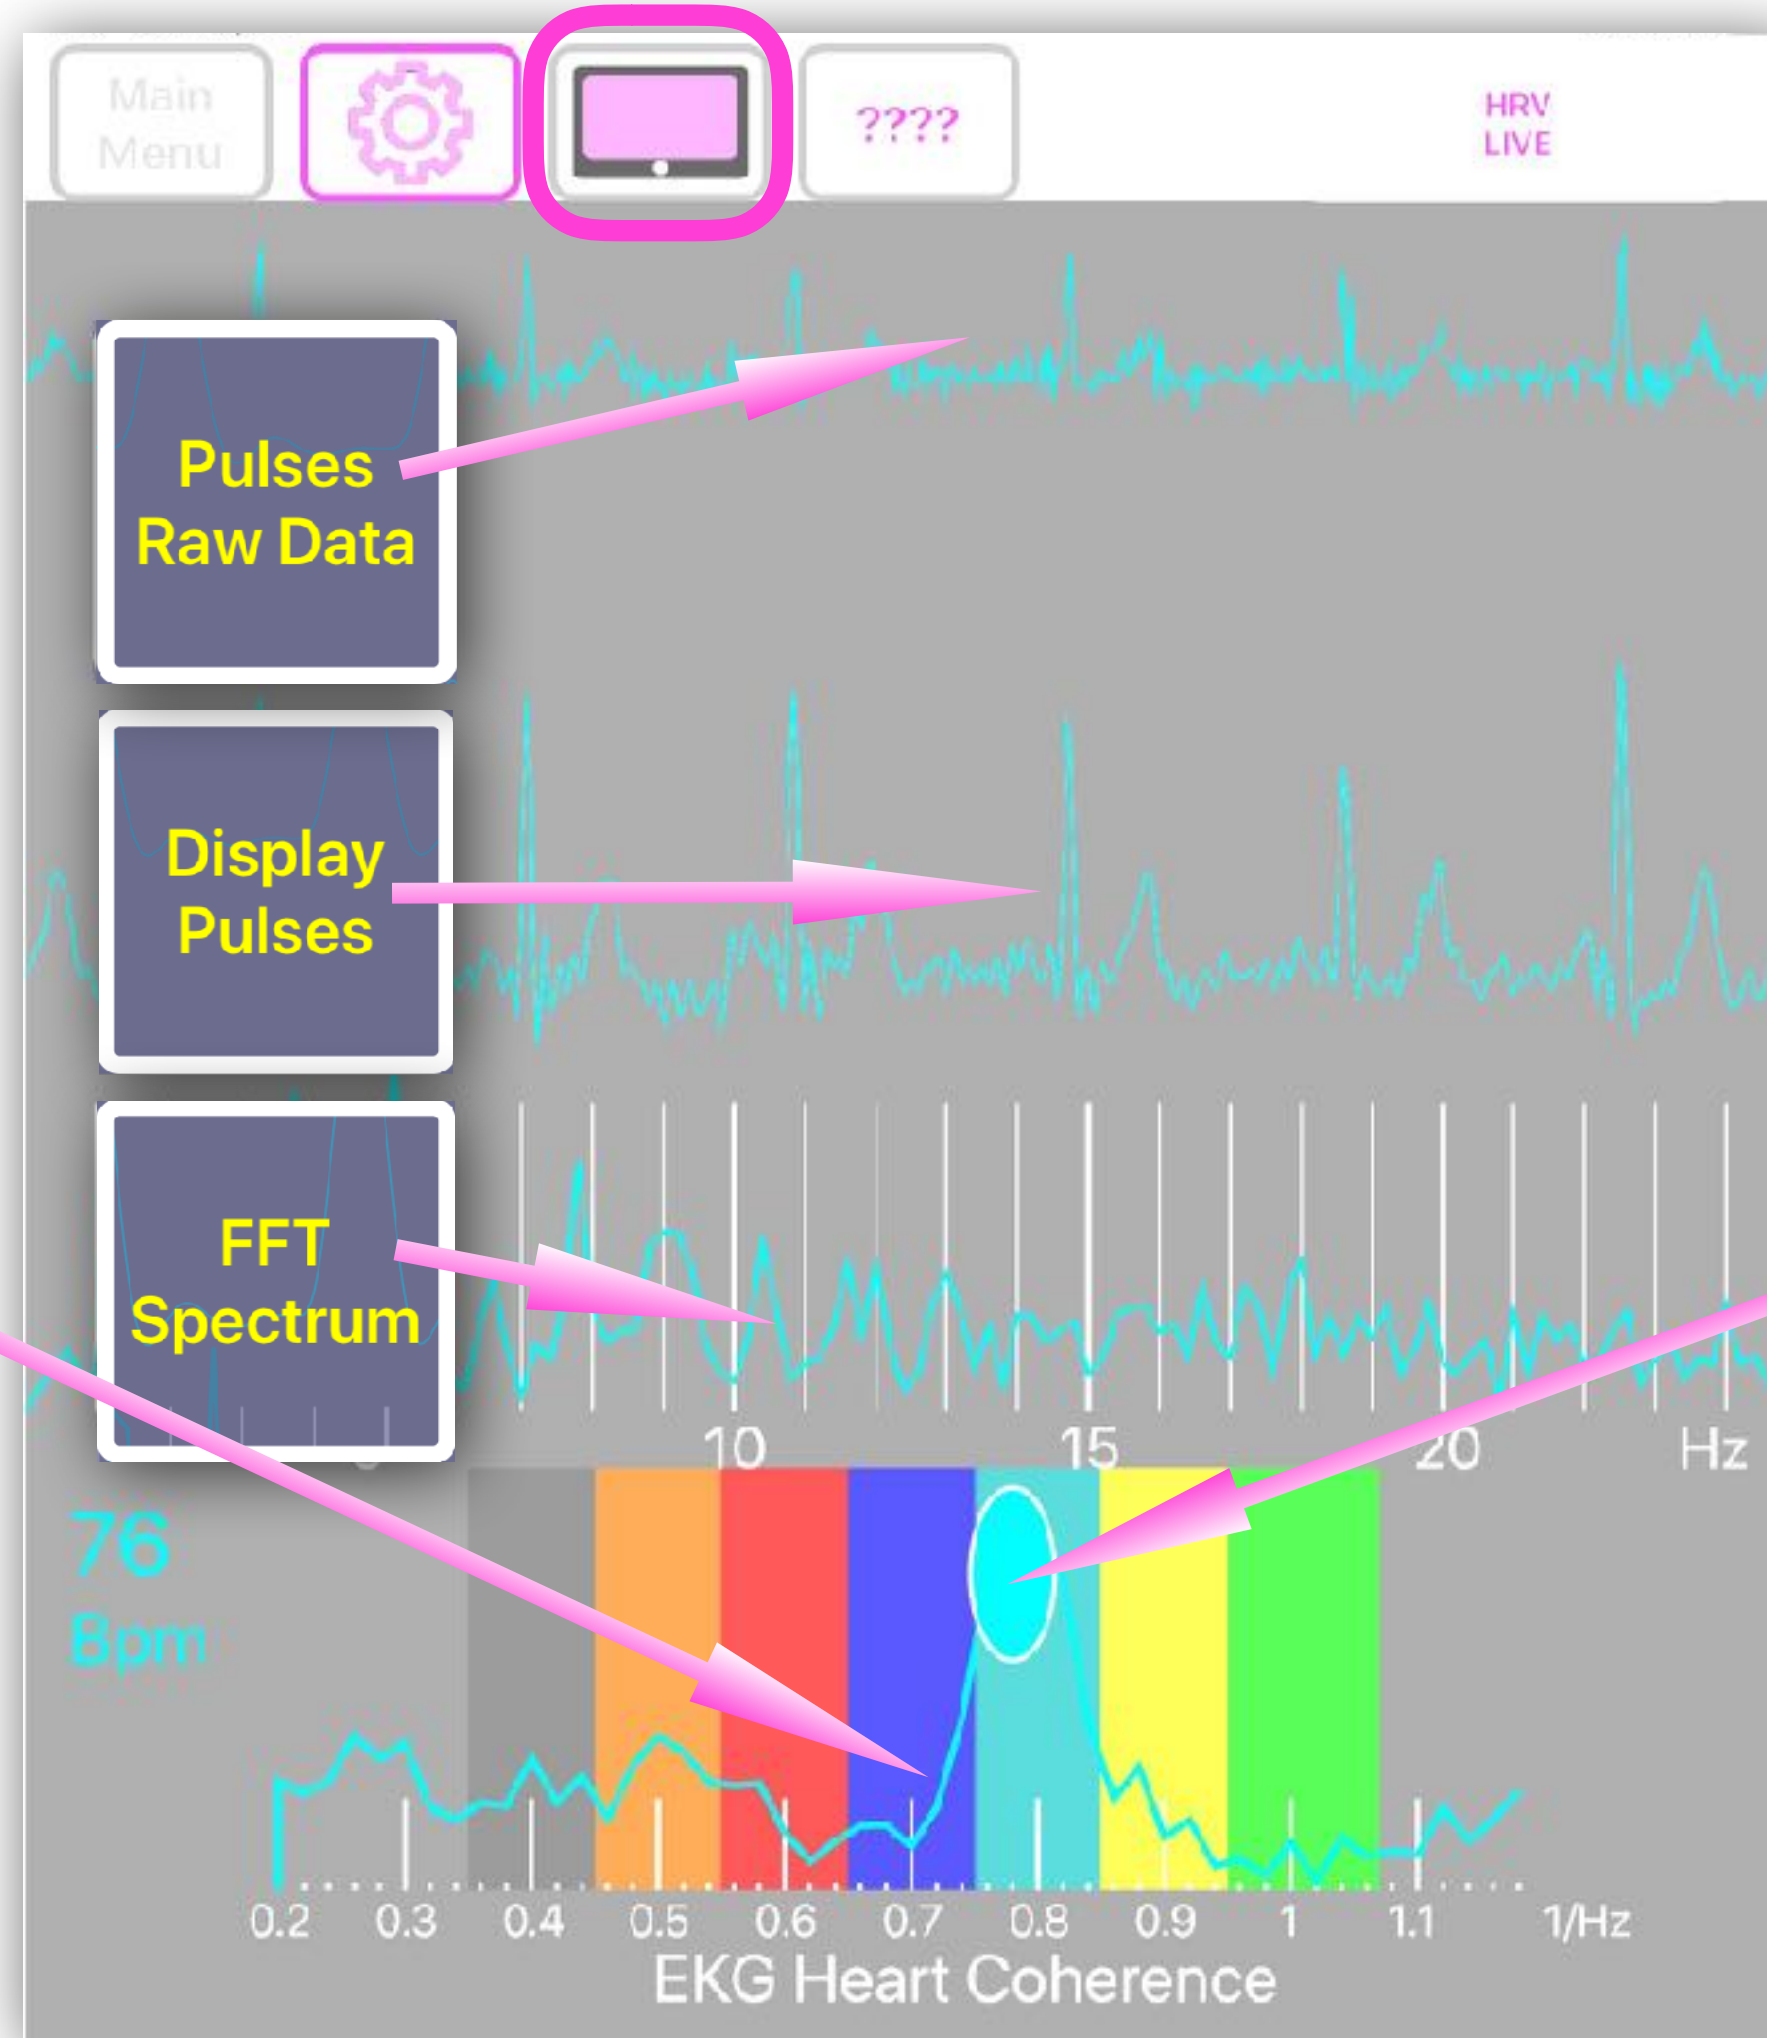 Main
Menu
????
HRV
LIVE
Pulses
Raw Data
Display
Pulses
FFT
Spectrum
10 15 20 Hz
76
Bpm
0.2 0.3 0.4 0.5 0.6 0.7 0.8 0.9 1 1.1 1/Hz
EKG Heart Coherence